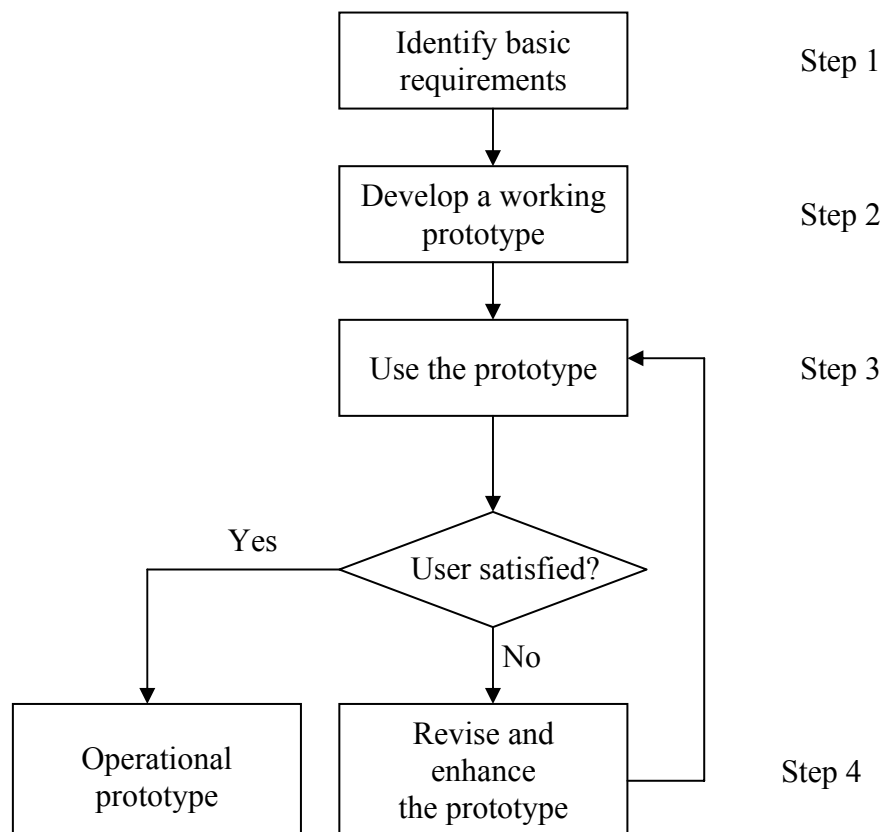 Identify basic
requirements
Step 1
Develop a working
prototype
Step 2
Use the prototype
Step 3
User satisfied?
Yes
No
Operational
prototype
Revise and
enhance
the prototype
Step 4